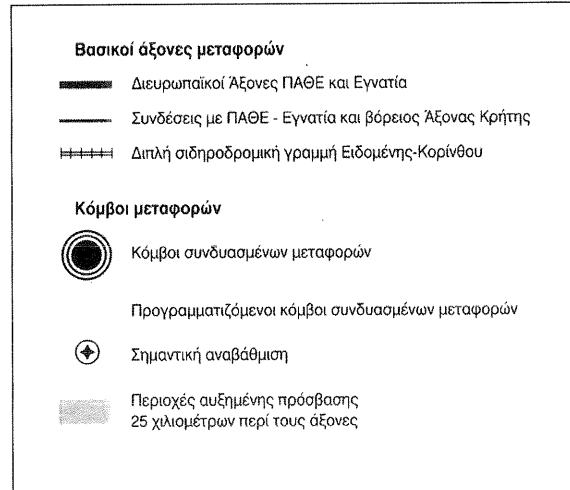 Βασικοί άξονες μεταφορών
Διευρωπαϊκοί Άξονες ΠΑΘΕ και Εγνατία
Συνδέσεις με ΠΑΘΕ - Εγνατία και βόρειος Άξονας Κρήτης
Διπλή σιδηροδρομική γραμμή Ειδομένης-Κορίνθου
Κόμβοι μεταφορών
Κόμβοι συνδυασμένων μεταφορών
Προγραμματιζόμενοι κόμβοι συνδυασμένων μεταφορών
Σημαντική αναβάθμιση
Περιοχές αυξημένης πρόσβασης
25 χιλιομέτρων περί τους άξονες